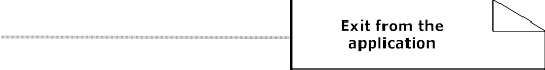 Exit from the
application